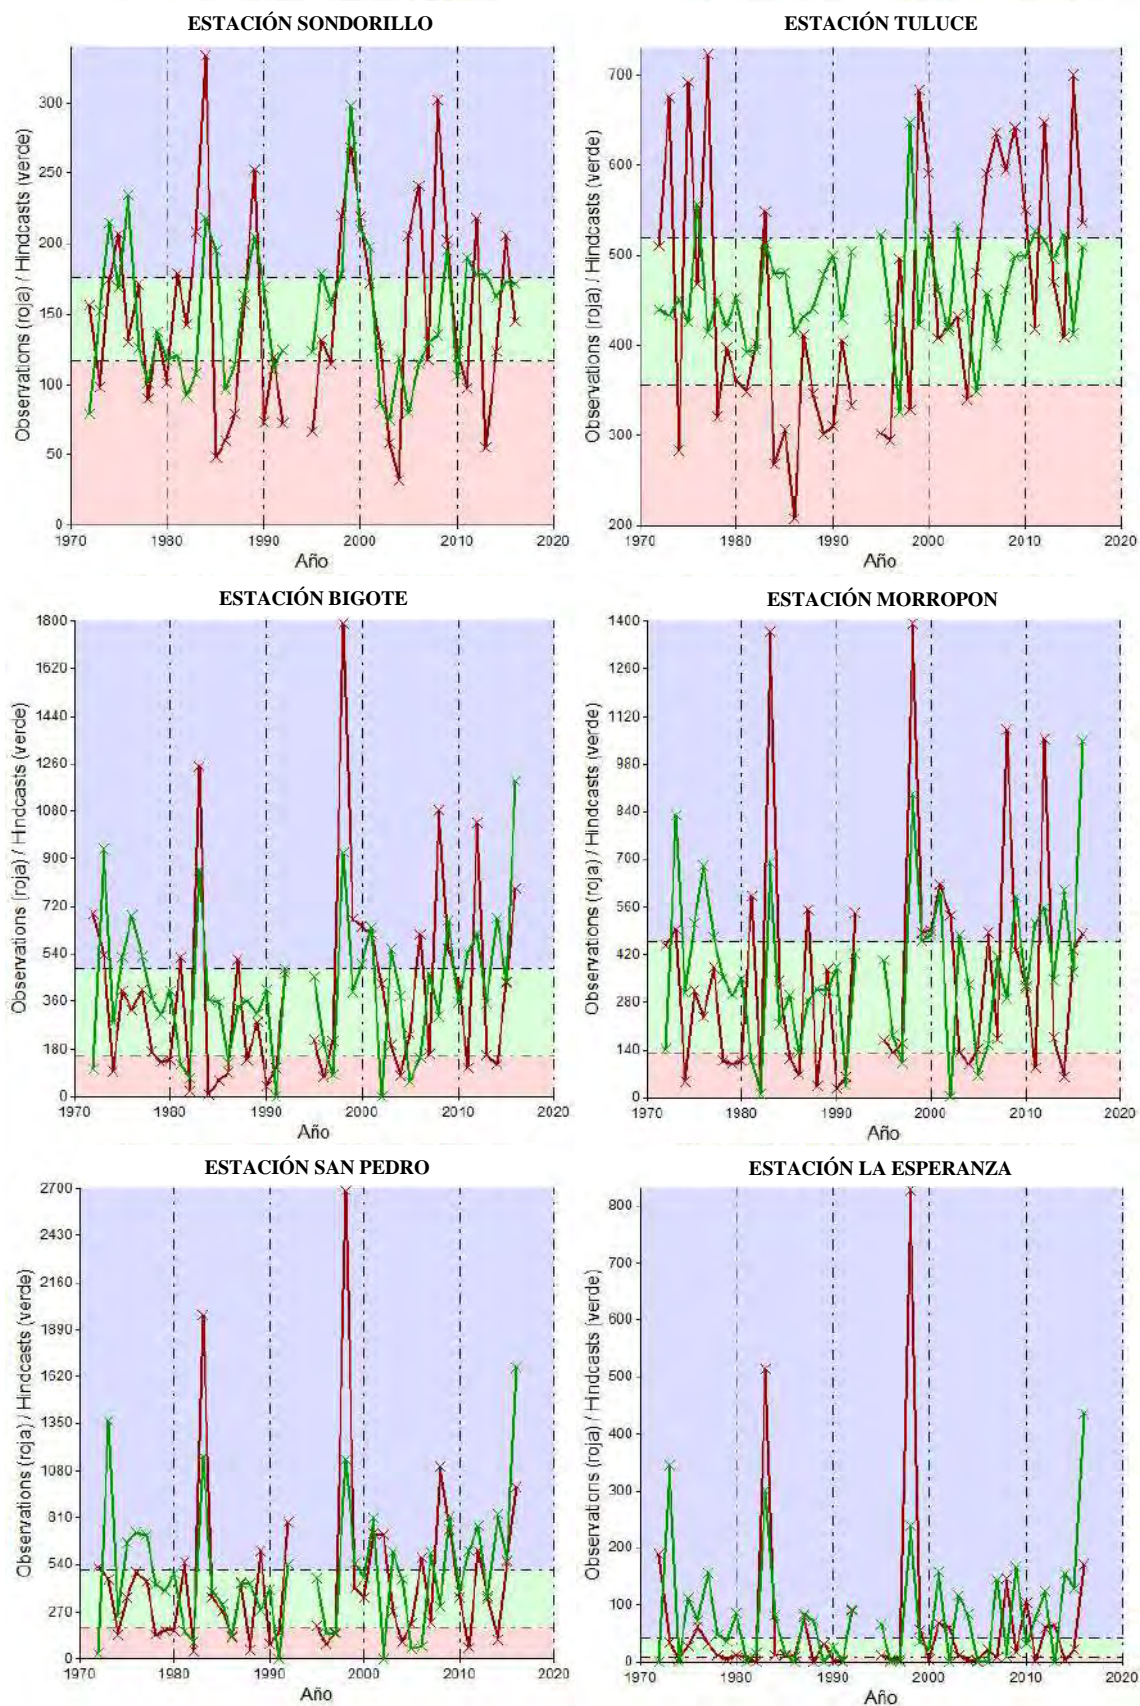 ESTACIÓN SONDORILLO
Observations (roja) / Hindcasts (verde)
300
250
200
150
100
50
0
1970 1980 1990 2000 2010 2020
Año
ESTACIÓN TULUCE
Observations (roja) / Hindcasts (verde)
700
600
500
400
300
200
1970 1980 1990 2000 2010 2020
Año
ESTACIÓN BIGOTE
Observations (roja) / Hindcasts (verde)
1800
1620
1440
1260
1080
900
720
540
360
180
0
1970 1980 1990 2000 2010 2020
Año
ESTACIÓN MORROPON
Observations (roja) / Hindcasts (verde)
1400
1260
1120
980
840
700
560
420
280
140
0
1970 1980 1990 2000 2010 2020
Año
ESTACIÓN SAN PEDRO
Observations (roja) / Hindcasts (verde)
2700
2430
2160
1890
1620
1350
1080
810
540
270
0
1970 1980 1990 2000 2010 2020
Año
ESTACIÓN LA ESPERANZA
Observations (roja) / Hindcasts (verde)
800
700
600
500
400
300
200
100
0
1970 1980 1990 2000 2010 2020
Año